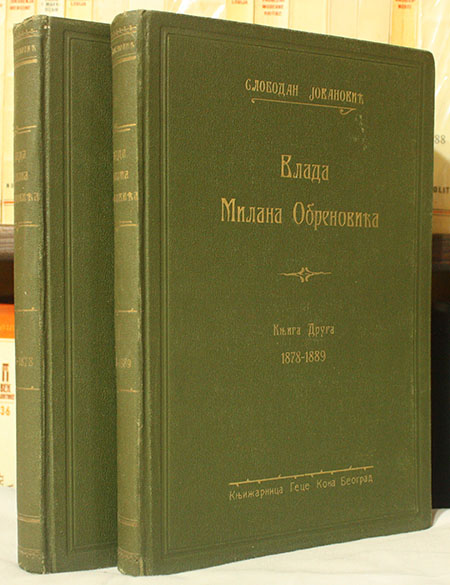 Слободан Јовановић
Влада
Милана Обреновића
Књига Друга
1878-1889
Књижарница Геце Кона Београд